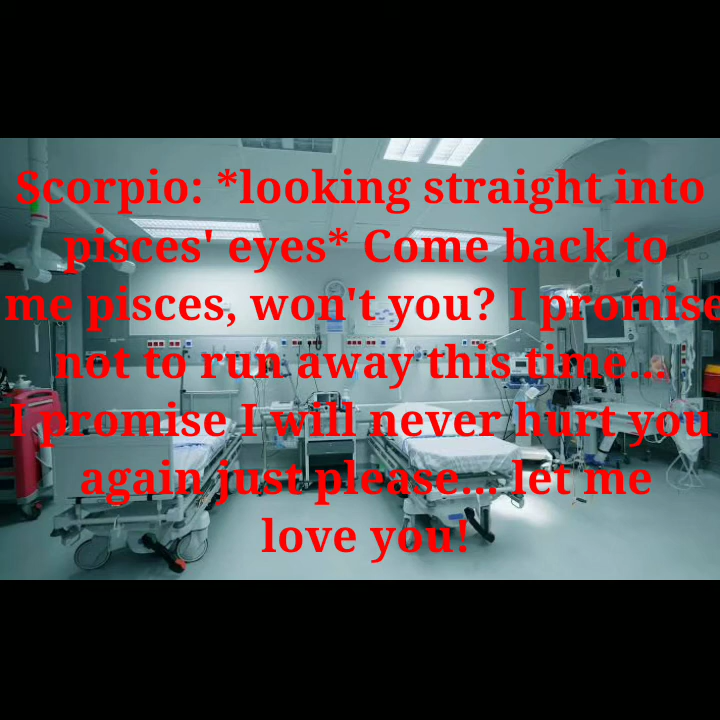 Scorpio: *looking straight into
pisces' eyes* Come back to
me pisces, won't you? I promise
not to run away this time...
I promise I will never hurt you
again just please... let me
love you!